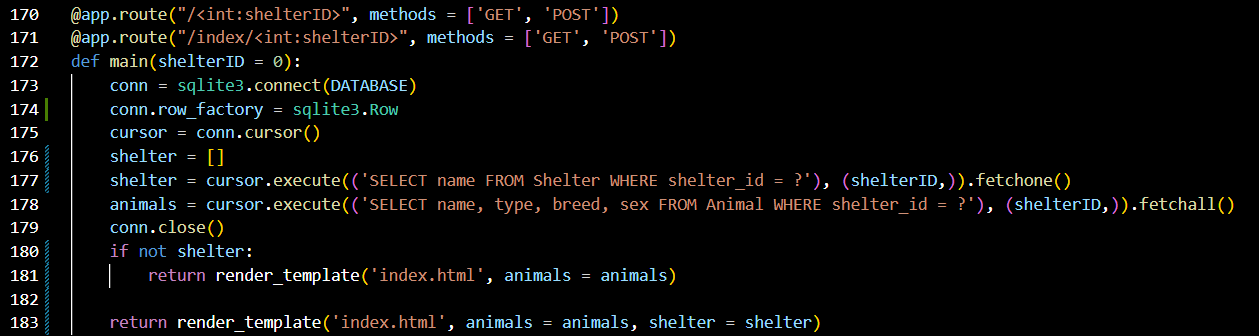 170 @app.route("/<int:shelterID>", methods = ['GET', 'POST'])
171 @app.route("/index/<int:shelterID>", methods = ['GET', 'POST'])
172 def main(shelterID = 0):
173     conn = sqlite3.connect(DATABASE)
174     conn.row_factory = sqlite3.Row
175     cursor = conn.cursor()
176     shelter = []
177     shelter = cursor.execute(('SELECT name FROM Shelter WHERE shelter_id = ?'), (shelterID,)).fetchone()
178     animals = cursor.execute(('SELECT name, type, breed, sex FROM Animal WHERE shelter_id = ?'), (shelterID,)).fetchall()
179     conn.close()
180     if not shelter:
181         return render_template('index.html', animals = animals)
182
183     return render_template('index.html', animals = animals, shelter = shelter)